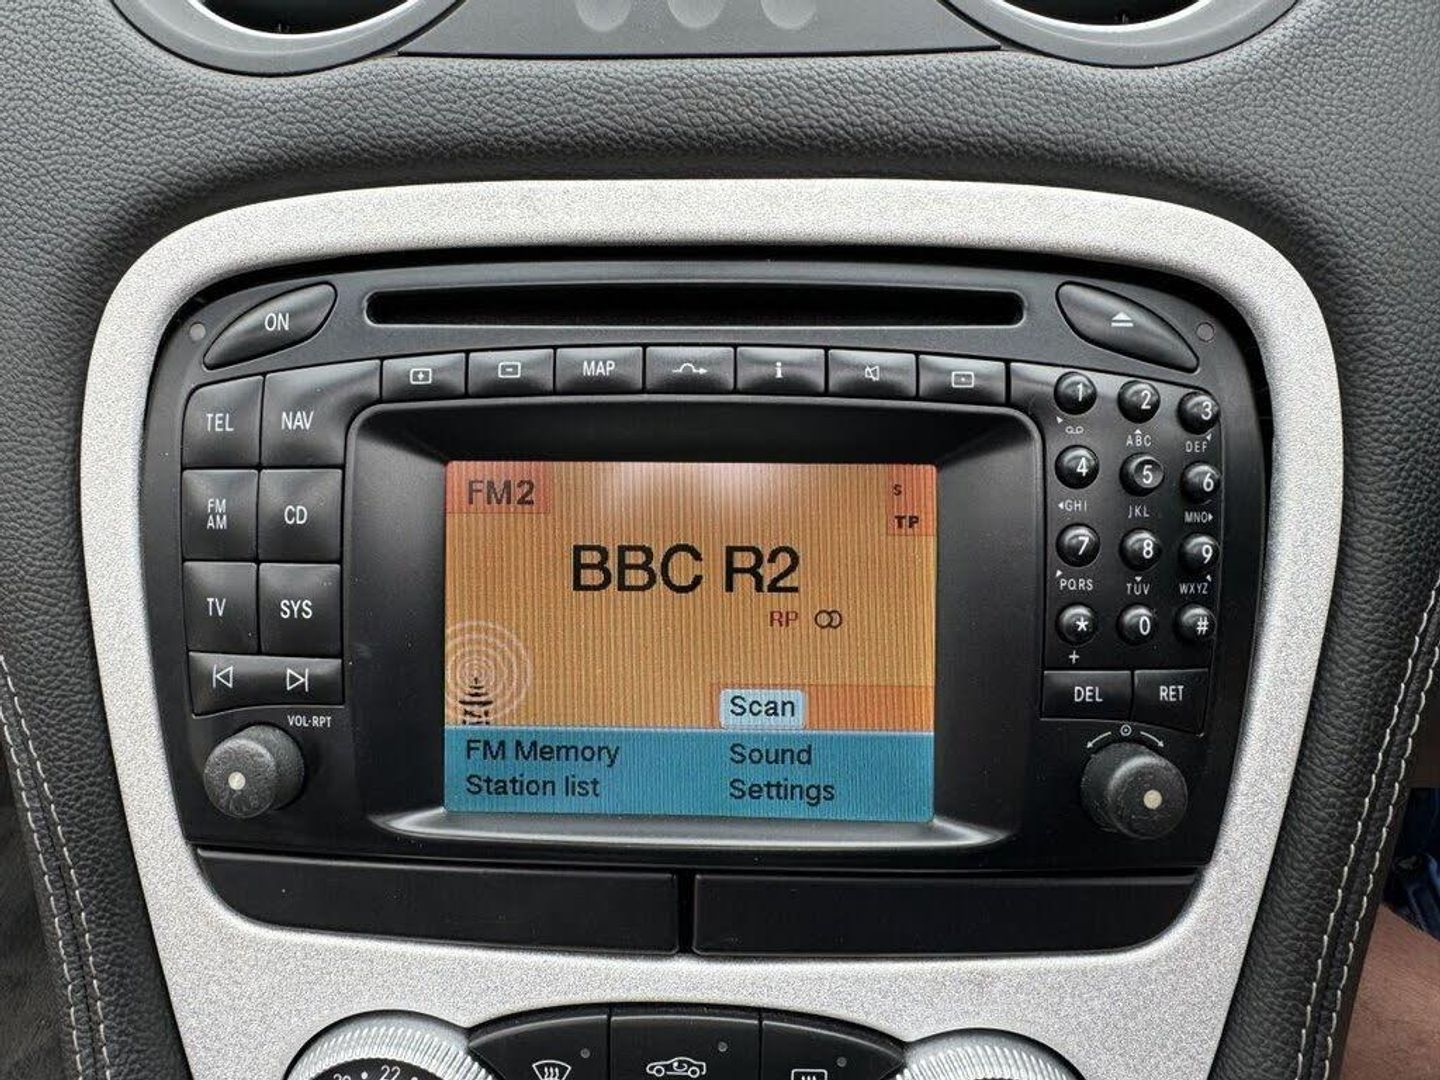 ON
MAP
i
TEL
NAV
FM
AM
CD
TV
SYS
VOL·RPT
FM2
S
TP
BBC R2
RP
Scan
FM Memory
Sound
Station list
Settings
1
2
3
ABC
DEF
4
5
6
GHI
JKL
MNO
7
8
9
PQRS
TUV
WXYZ
*
0
#
+
DEL
RET
20
22